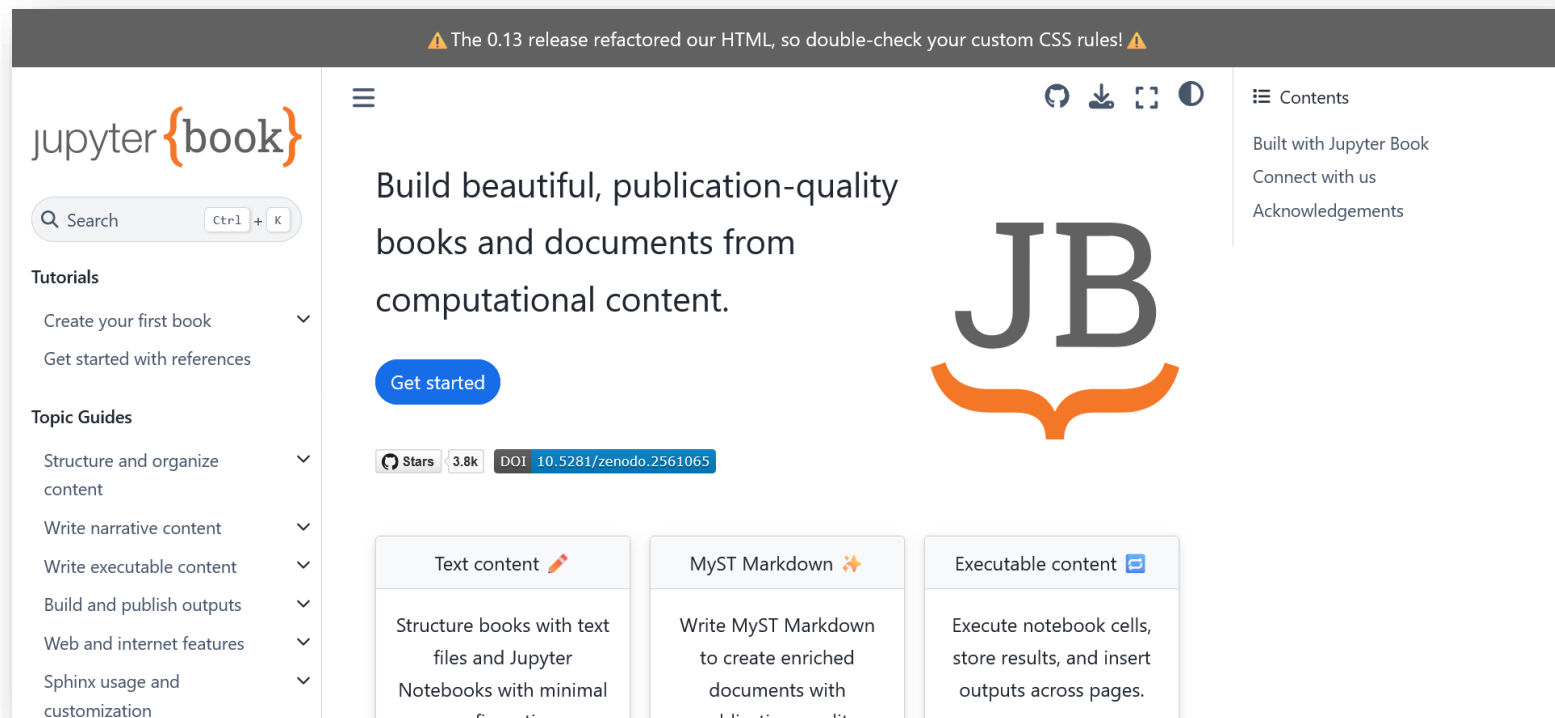 ⚠️ The 0.13 release refactored our HTML, so double-check your custom CSS rules! ⚠️
jupyter {book}
Search Ctrl + K
Tutorials
Create your first book
Get started with references
Topic Guides
Structure and organize
content
Write narrative content
Write executable content
Build and publish outputs
Web and internet features
Sphinx usage and
customization
Build beautiful, publication-quality
books and documents from
computational content.
JB
Get started
Stars 3.8k DOI 10.5281/zenodo.2561065
Text content
Structure books with text
files and Jupyter
Notebooks with minimal
MyST Markdown ✨
Write MyST Markdown
to create enriched
documents with
Executable content 🔁
Execute notebook cells,
store results, and insert
outputs across pages.
Contents
Built with Jupyter Book
Connect with us
Acknowledgements